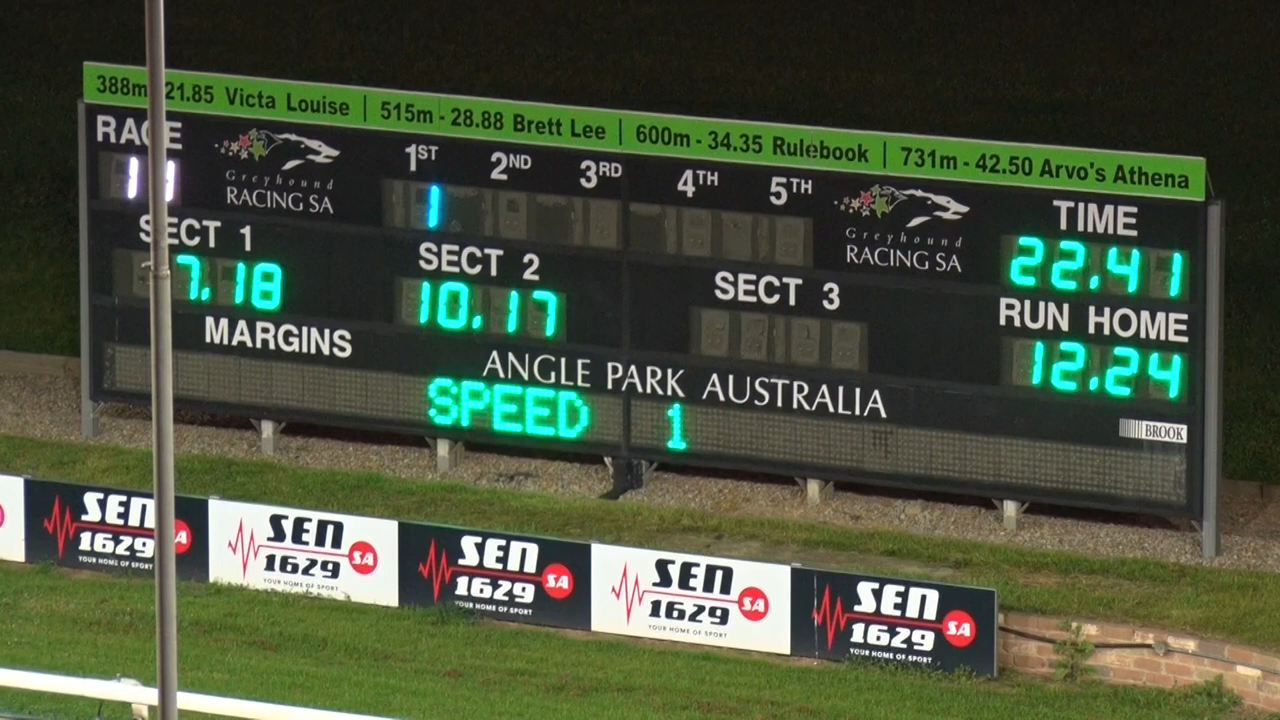 388m 21.85 Victa Louise | 515m - 28.88 Brett Lee | 600m - 34.35 Rulebook | 731m - 42.50 Arvo's Athena
RACE
11
Greyhound
RACING SA
1ST 2ND 3RD 4TH 5TH
1
Greyhound
RACING SA
TIME
22.41
SECT 1
7.18
SECT 2
10.17
SECT 3
RUN HOME
12.24
MARGINS
ANGLE PARK AUSTRALIA
SPEED 1
BROOK
SEN
1629 SA
YOUR HOME OF SPORT
SEN
1629 SA
YOUR HOME OF SPORT
SEN
1629 SA
YOUR HOME OF SPORT
SEN
1629 SA
YOUR HOME OF SPORT
SEN
1629 SA
YOUR HOME OF SPORT